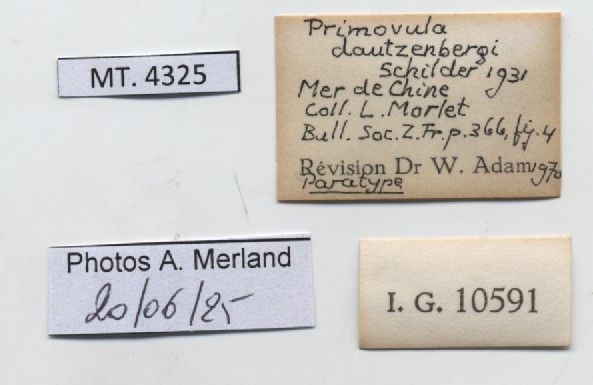 MT. 4325
Primovula
dautzenbergi
Schilder 1931
Mer de Chine
Coll. L. Morlet
Bull. Soc. Z. Fr. p. 366, fig. 4
Révision Dr W. Adam 1970
Paratype
Photos A. Merland
20/06/25
I. G. 10591